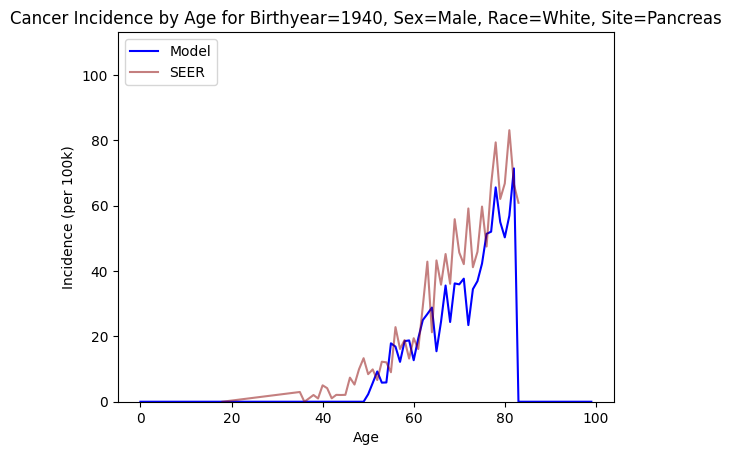 Cancer Incidence by Age for Birthyear=1940, Sex=Male, Race=White, Site=Pancreas
Model
SEER
100
80
60
40
20
0
Incidence (per 100k)
0 20 40 60 80 100
Age